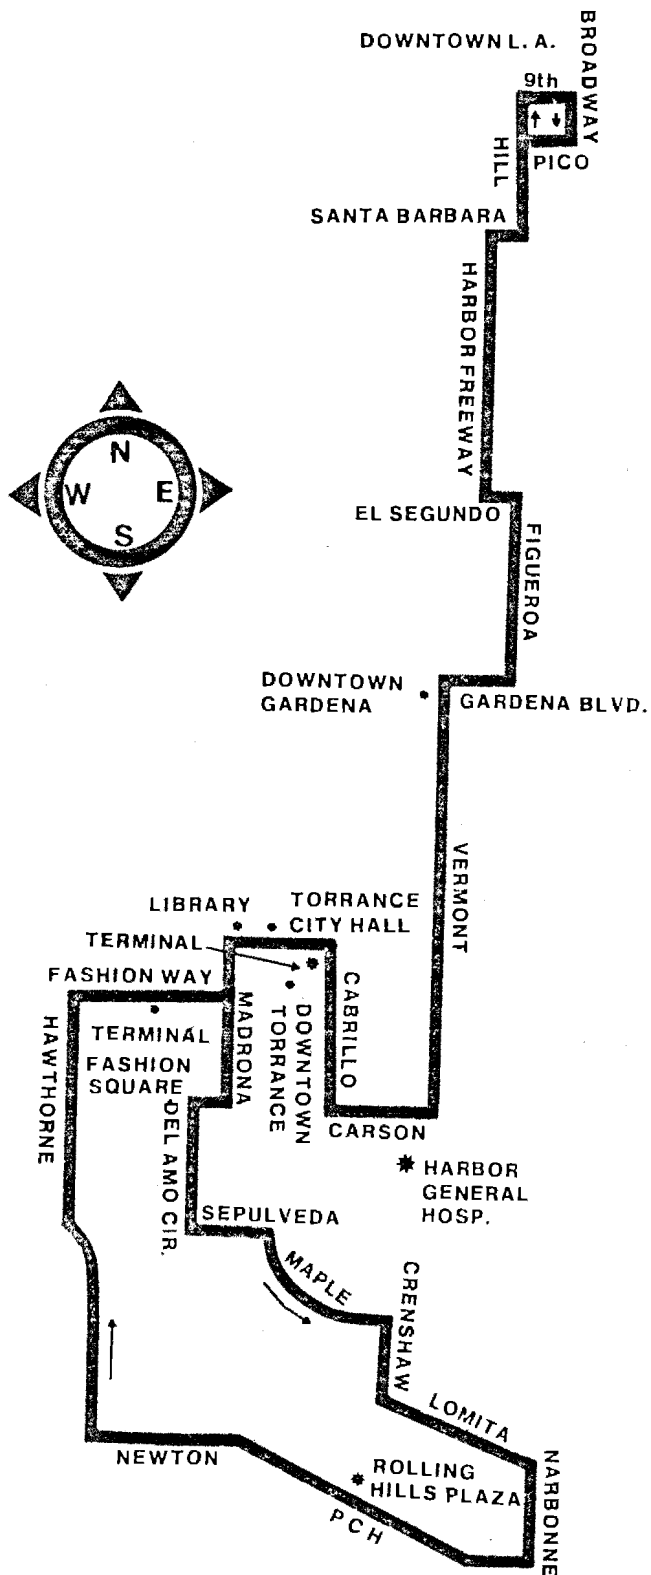 DOWNTOWN L. A.
BROADWAY
9th
HILL
PICO
SANTA BARBARA
HARBOR FREEWAY
N
W
E
S
EL SEGUNDO
FIGUEROA
DOWNTOWN
GARDENA
GARDENA BLVD.
VERMONT
LIBRARY
TORRANCE
CITY HALL
TERMINAL
FASHION WAY
CABRILLO
MADRONA
DOWNTOWN
TORRANCE
HAWTHORNE
TERMINAL
FASHION
SQUARE
DEL AMO CIR.
CARSON
HARBOR
GENERAL
HOSP.
SEPULVEDA
MAPLE
CRENSHAW
LOMITA
NEWTON
ROLLING
HILLS PLAZA
NARBONNE
PCH